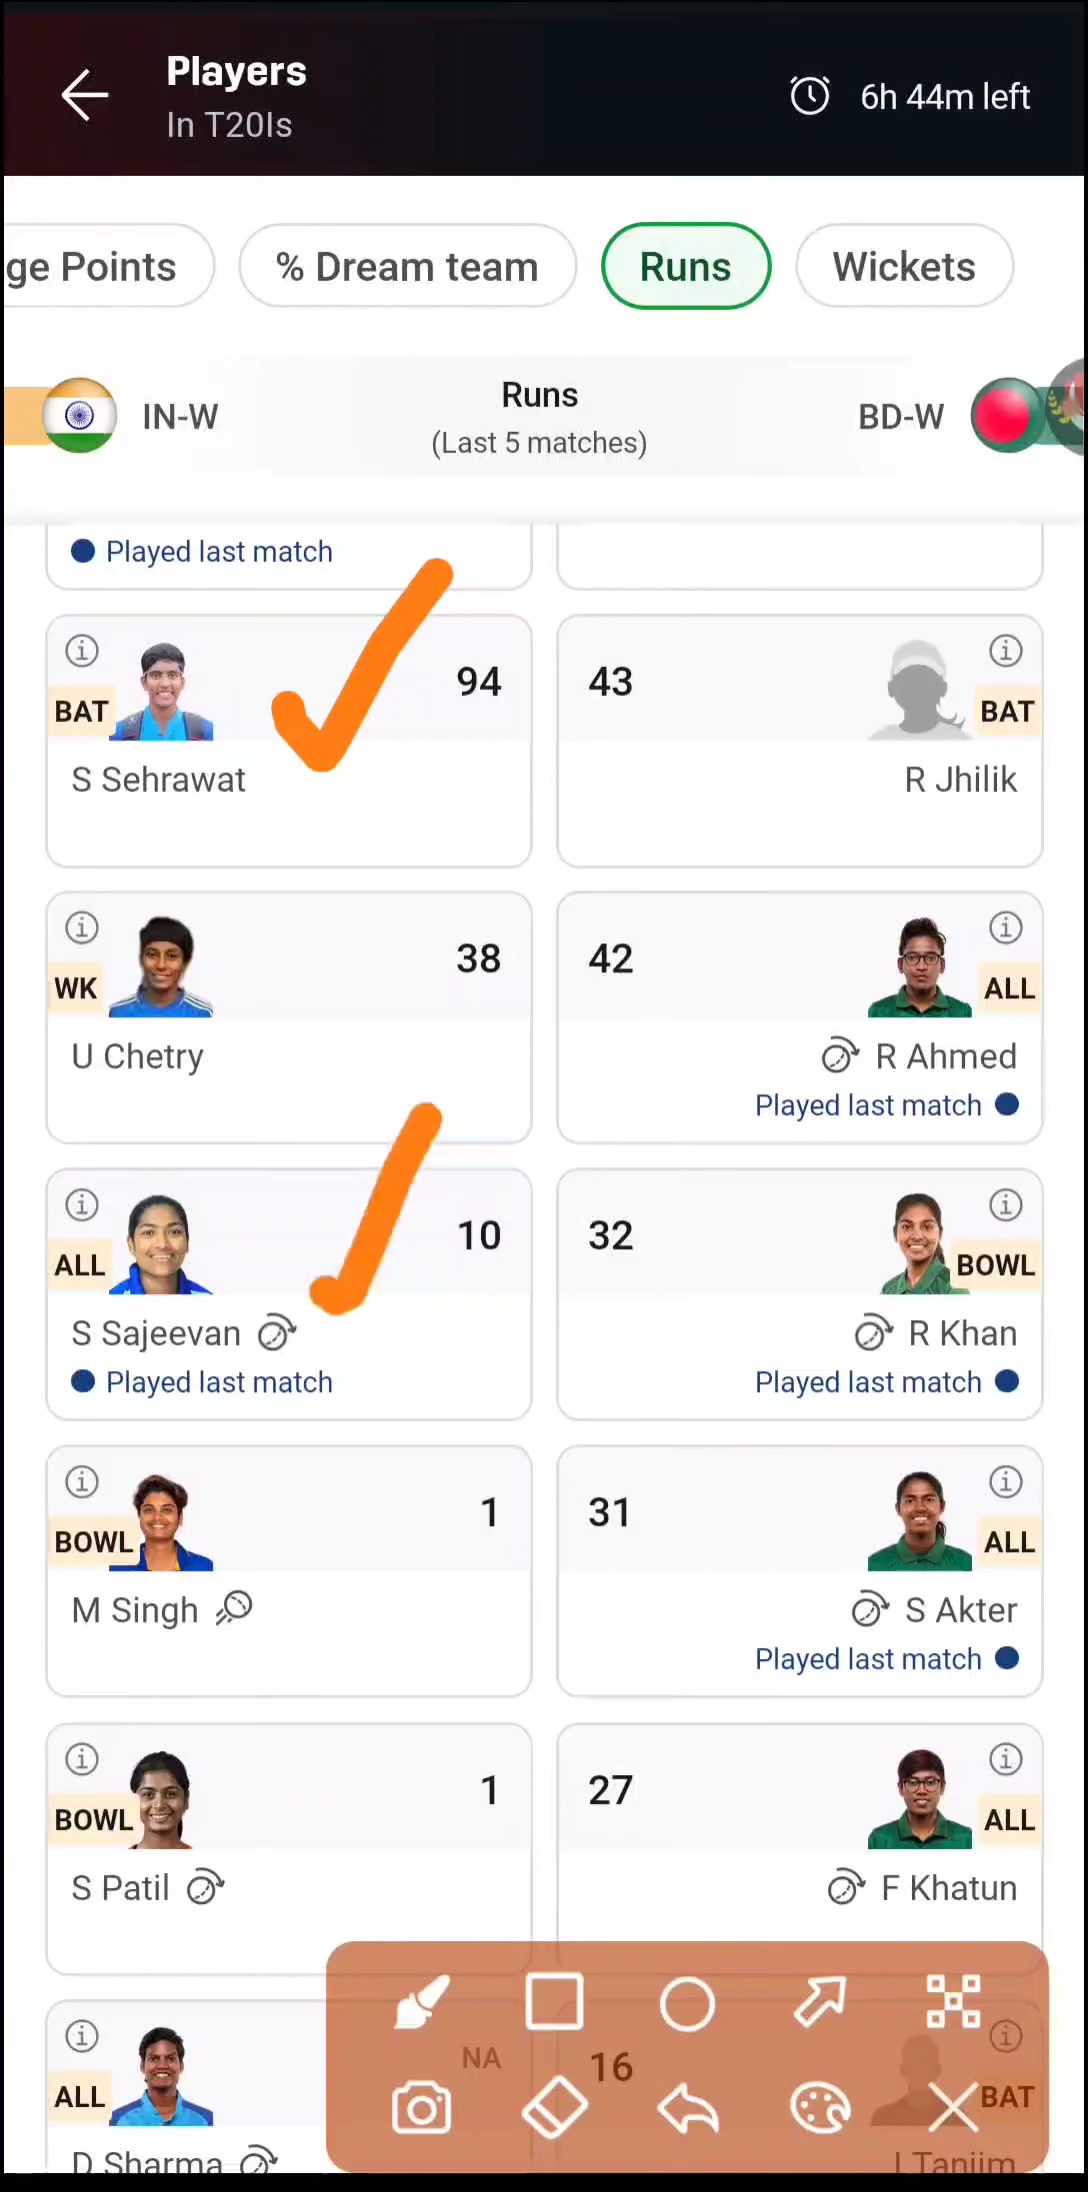 Players
In T20Is
6h 44m left
ge Points
% Dream team
Runs
Wickets
IN-W
Runs
(Last 5 matches)
BD-W
Played last match
BAT
94
S Sehrawat
43
BAT
R Jhilik
WK
38
U Chetry
42
ALL
R Ahmed
Played last match
ALL
10
S Sajeevan
Played last match
32
BOWL
R Khan
Played last match
BOWL
1
M Singh
31
ALL
S Akter
Played last match
BOWL
1
S Patil
27
ALL
F Khatun
ALL
NA
D Sharma
16
BAT
I Tanjim